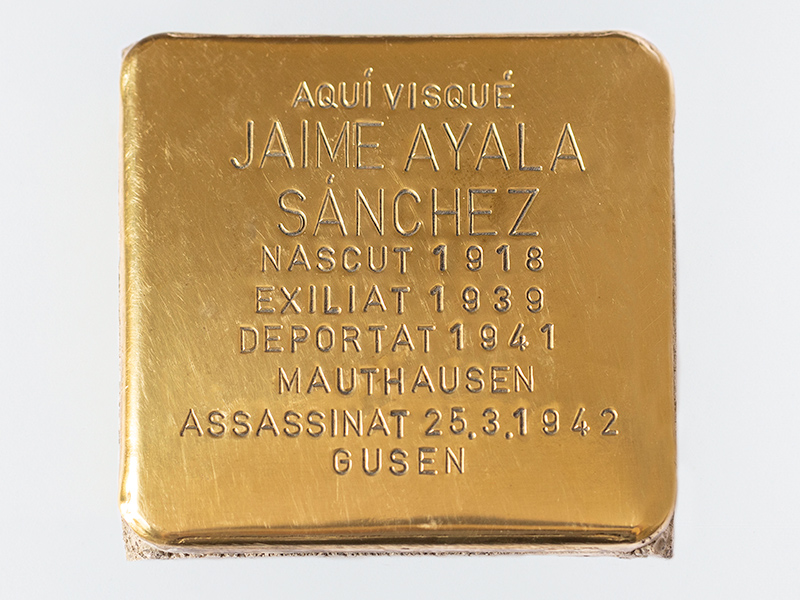 AQUÍ VISQUÉ
JAIME AYALA
SÁNCHEZ
NASCUT 1918
EXILIAT 1939
DEPORTAT 1941
MAUTHAUSEN
ASSASSINAT 25.3.1942
GUSEN